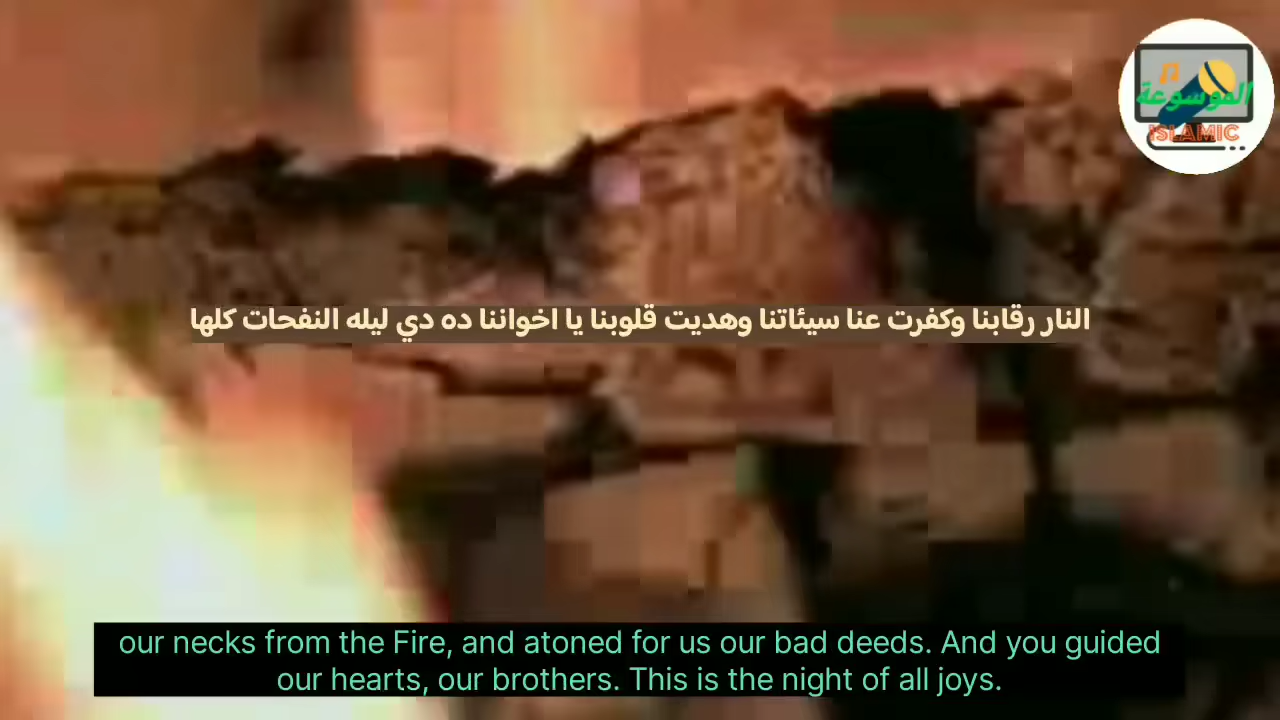 الموسوعة
ISLAMIC
النار رقابنا وكفرت عنا سيئاتنا وهديت قلوبنا يا اخواننا ده دي ليله النفحات كلها
our necks from the Fire, and atoned for us our bad deeds. And you guided
our hearts, our brothers. This is the night of all joys.